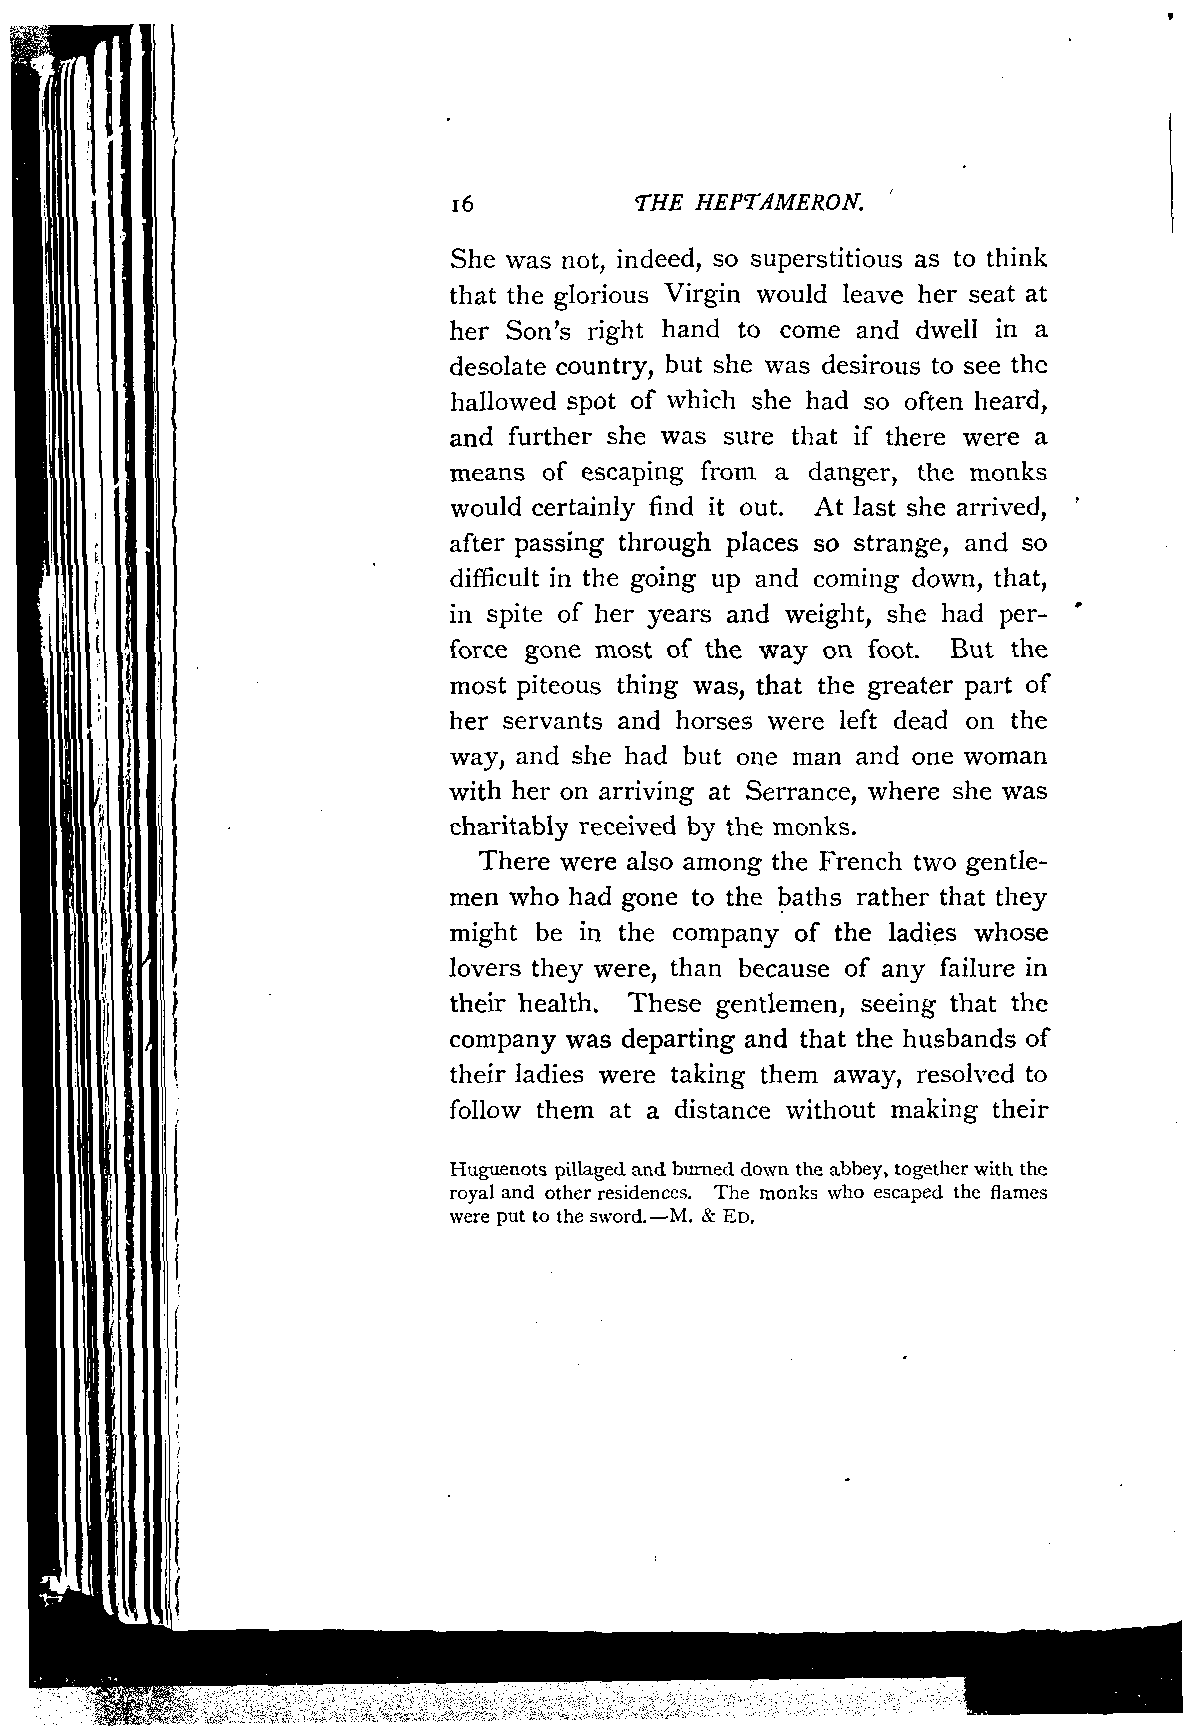 16 THE HEPTAMERON.
She was not, indeed, so superstitious as to think
that the glorious Virgin would leave her seat at
her Son's right hand to come and dwell in a
desolate country, but she was desirous to see the
hallowed spot of which she had so often heard,
and further she was sure that if there were a
means of escaping from a danger, the monks
would certainly find it out. At last she arrived,
after passing through places so strange, and so
difficult in the going up and coming down, that,
in spite of her years and weight, she had per-
force gone most of the way on foot. But the
most piteous thing was, that the greater part of
her servants and horses were left dead on the
way, and she had but one man and one woman
with her on arriving at Serrance, where she was
charitably received by the monks.
There were also among the French two gentle-
men who had gone to the baths rather that they
might be in the company of the ladies whose
lovers they were, than because of any failure in
their health. These gentlemen, seeing that the
company was departing and that the husbands of
their ladies were taking them away, resolved to
follow them at a distance without making their
Huguenots pillaged and burned down the abbey, together with the
royal and other residences. The monks who escaped the flames
were put to the sword.—M. & ED.